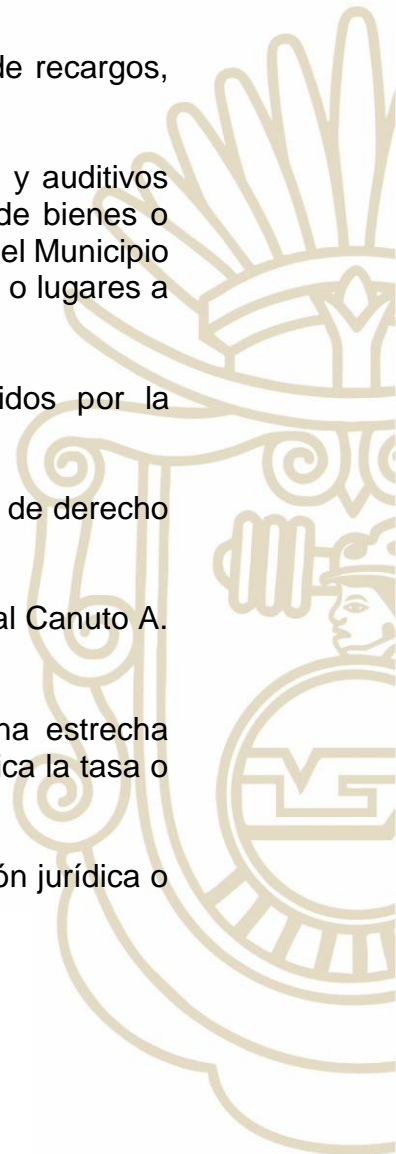 de recargos,
y auditivos
de bienes o
el Municipio
o lugares a
idos por la
de derecho
al Canuto A.
na estrecha
ica la tasa o
ón jurídica o